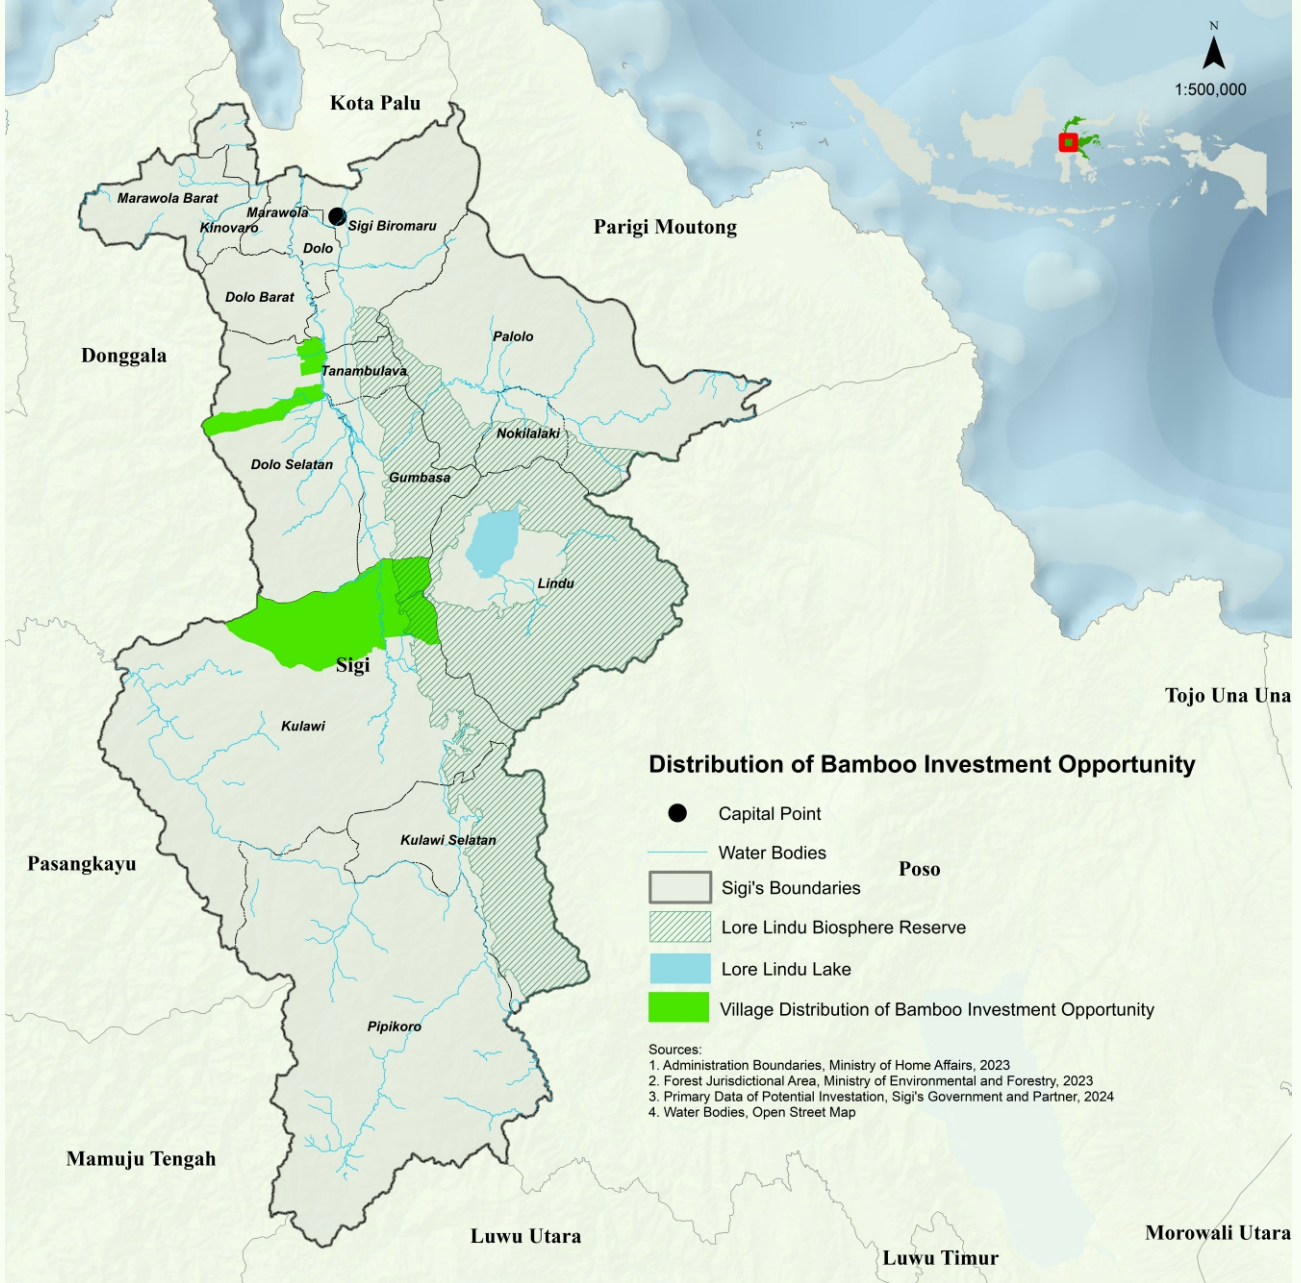 N
1:500,000
Kota Palu
Marawola Barat
Marawola
Kinovaro
Sigi Biromaru
Dolo
Parigi Moutong
Dolo Barat
Palolo
Donggala
Tanambulava
Nokilalaki
Dolo Selatan
Gumbasa
Lindu
Sigi
Tojo Una Una
Kulawi
Distribution of Bamboo Investment Opportunity
Capital Point
Water Bodies
Sigi's Boundaries
Lore Lindu Biosphere Reserve
Lore Lindu Lake
Village Distribution of Bamboo Investment Opportunity
Sources:
1. Administration Boundaries, Ministry of Home Affairs, 2023
2. Forest Jurisdictional Area, Ministry of Environmental and Forestry, 2023
3. Primary Data of Potential Investation, Sigi's Government and Partner, 2024
4. Water Bodies, Open Street Map
Kulawi Selatan
Pasangkayu
Poso
Pipikoro
Mamuju Tengah
Luwu Utara
Luwu Timur
Morowali Utara